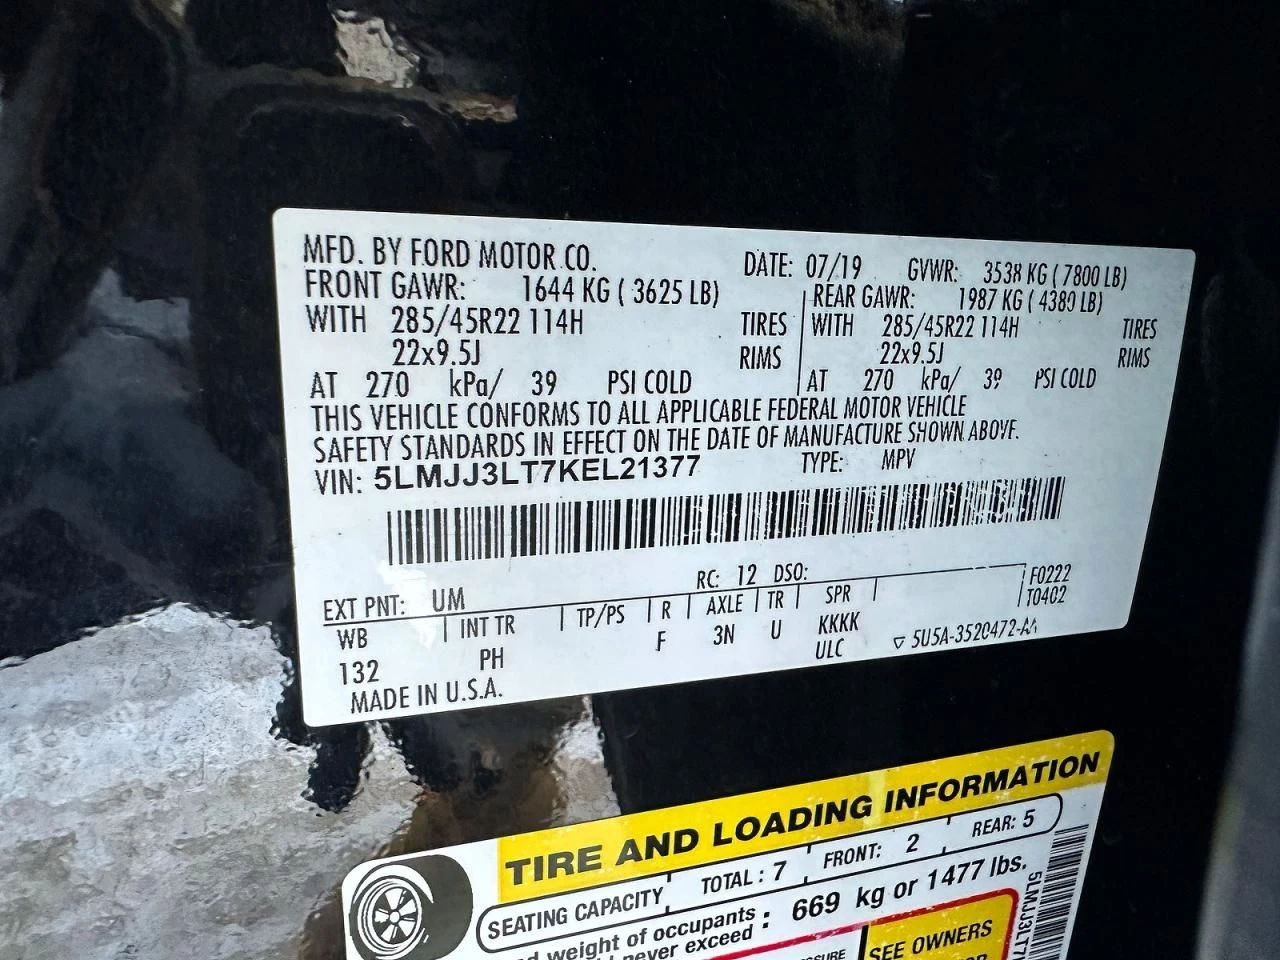 MFD. BY FORD MOTOR CO. DATE: 07/19 GVWR: 3538 KG ( 7800 LB)
FRONT GAWR: 1644 KG ( 3625 LB) REAR GAWR: 1987 KG ( 4380 LB)
WITH 285/45R22 114H TIRES WITH 285/45R22 114H TIRES
22x9.5J RIMS 22x9.5J RIMS
AT 270 kPa/ 39 PSI COLD AT 270 kPa/ 39 PSI COLD
THIS VEHICLE CONFORMS TO ALL APPLICABLE FEDERAL MOTOR VEHICLE
SAFETY STANDARDS IN EFFECT ON THE DATE OF MANUFACTURE SHOWN ABOVE.
VIN: 5LMJJ3LT7KEL21377 TYPE: MPV
EXT PNT: UM RC: 12 DSO: F0222
WB INT TR TP/PS R AXLE TR SPR T0402
132 PH F 3N U KKKK
ULC 5U5A-3520472-AA
MADE IN U.S.A.
TIRE AND LOADING INFORMATION
SEATING CAPACITY TOTAL : 7 FRONT: 2 REAR: 5
weight of occupants
never exceed : 669 kg or 1477 lbs.
SEE OWNERS
5LMJJ3LT7